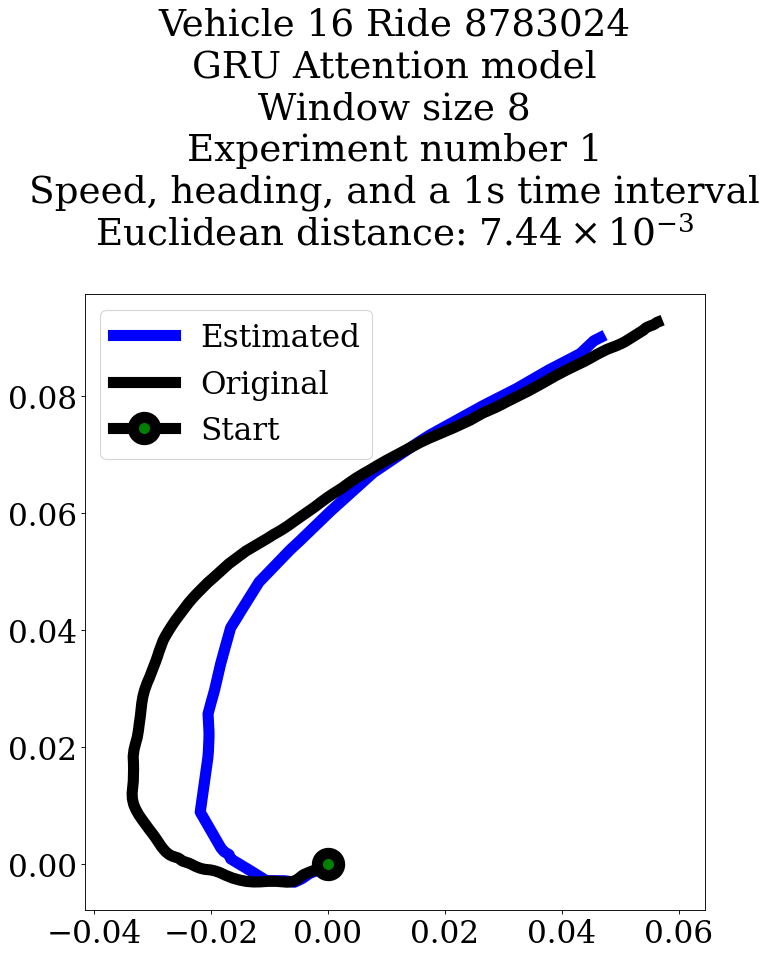 Vehicle 16 Ride 8783024
GRU Attention model
Window size 8
Experiment number 1
Speed, heading, and a 1s time interval
Euclidean distance: 7.44 × 10⁻³
Estimated
Original
Start
0.08
0.06
0.04
0.02
0.00
−0.04 −0.02 0.00 0.02 0.04 0.06